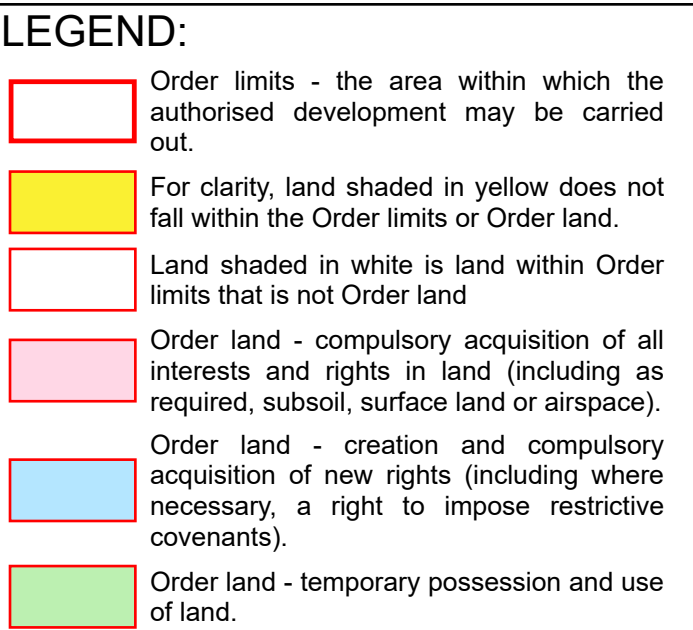 LEGEND:
Order limits - the area within which the
authorised development may be carried
out.
For clarity, land shaded in yellow does not
fall within the Order limits or Order land.
Land shaded in white is land within Order
limits that is not Order land
Order land - compulsory acquisition of all
interests and rights in land (including as
required, subsoil, surface land or airspace).
Order land - creation and compulsory
acquisition of new rights (including where
necessary, a right to impose restrictive
covenants).
Order land - temporary possession and use
of land.